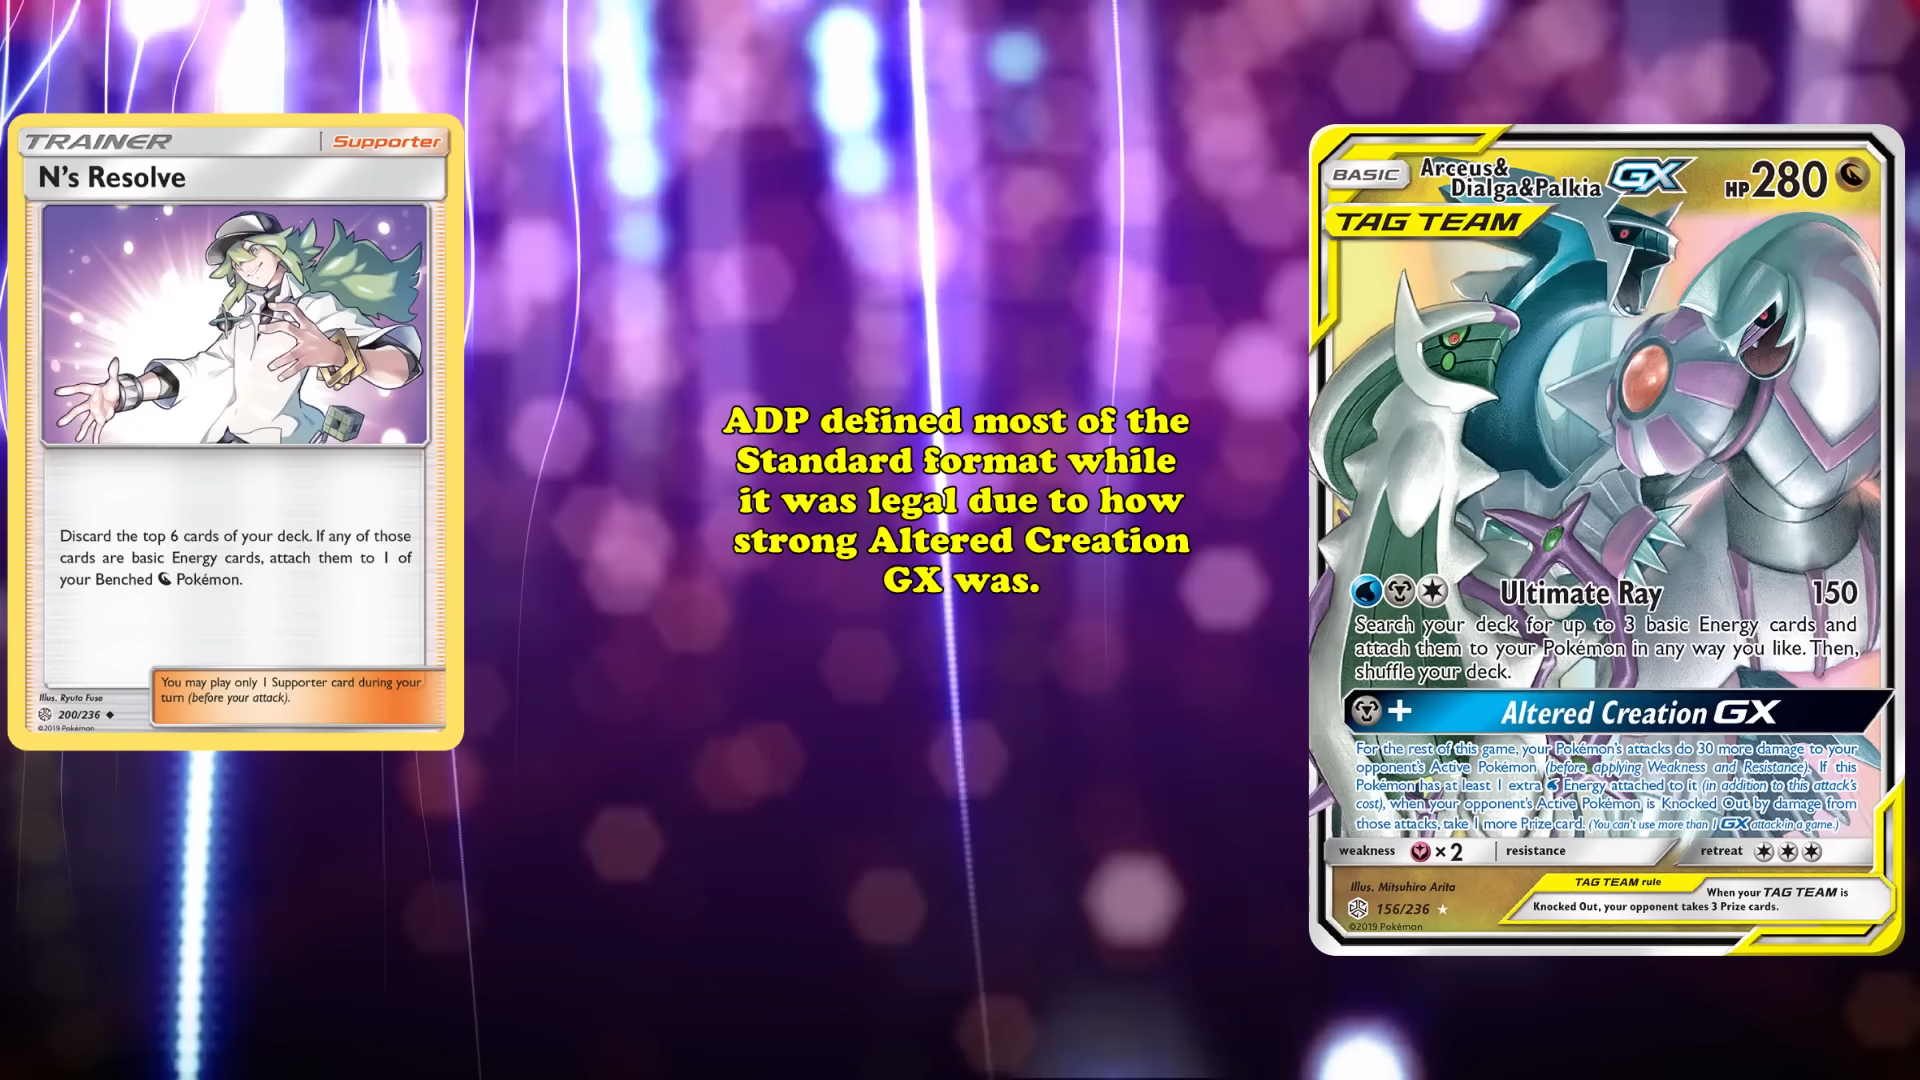 TRAINER
Supporter
N's Resolve
Discard the top 6 cards of your deck. If any of those
cards are basic Energy cards, attach them to 1 of
your Benched Pokémon.
You may play only 1 Supporter card during your
turn (before your attack).
Illus. Ryuta Fuse
200/236
©2019 Pokémon
ADP defined most of the
Standard format while
it was legal due to how
strong Altered Creation
GX was.
BASIC
Arceus&
Dialga&Palkia GX
HP280
TAG TEAM
Ultimate Ray 150
Search your deck for up to 3 basic Energy cards and
attach them to your Pokémon in any way you like. Then,
shuffle your deck.
+ Altered Creation GX
For the rest of this game, your Pokémon's attacks do 30 more damage to your
opponent's Active Pokémon (before applying Weakness and Resistance). If this
Pokémon has at least 1 extra Energy attached to it (in addition to this attack's
cost), when your opponent's Active Pokémon is Knocked Out by damage from
those attacks, take 1 more Prize card. (You can't use more than 1 GX attack in a game.)
weakness ×2 resistance retreat
Illus. Mitsuhiro Arita
156/236
©2019 Pokémon
TAG TEAM rule
When your TAG TEAM is
Knocked Out, your opponent takes 3 Prize cards.